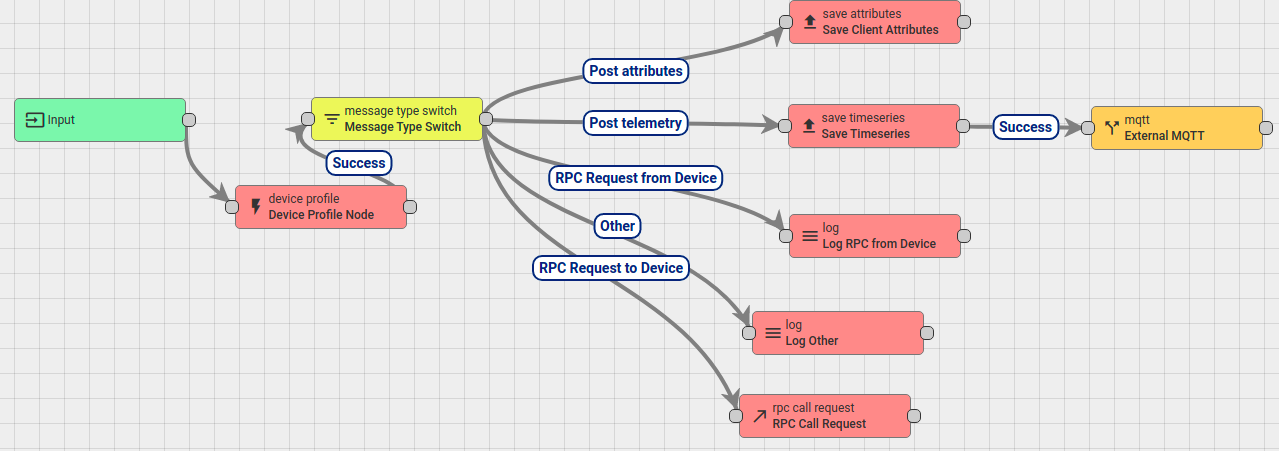 save attributes
Save Client Attributes
Post attributes
Input
message type switch
Message Type Switch
Post telemetry
save timeseries
Save Timeseries
Success
mqtt
External MQTT
Success
device profile
Device Profile Node
RPC Request from Device
log
Log RPC from Device
Other
RPC Request to Device
log
Log Other
rpc call request
RPC Call Request